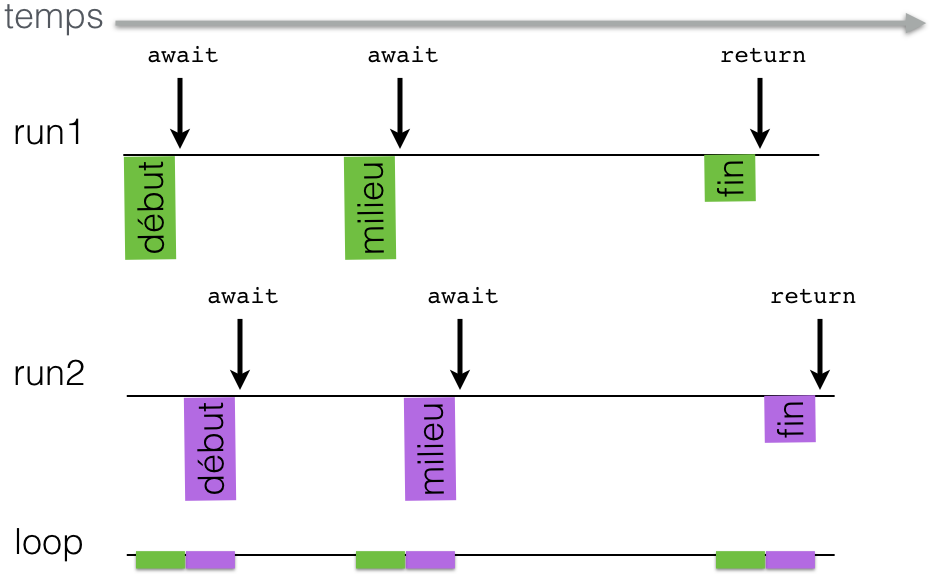 temps
await await return
run1
début milieu fin
await await return
run2
début milieu fin
loop